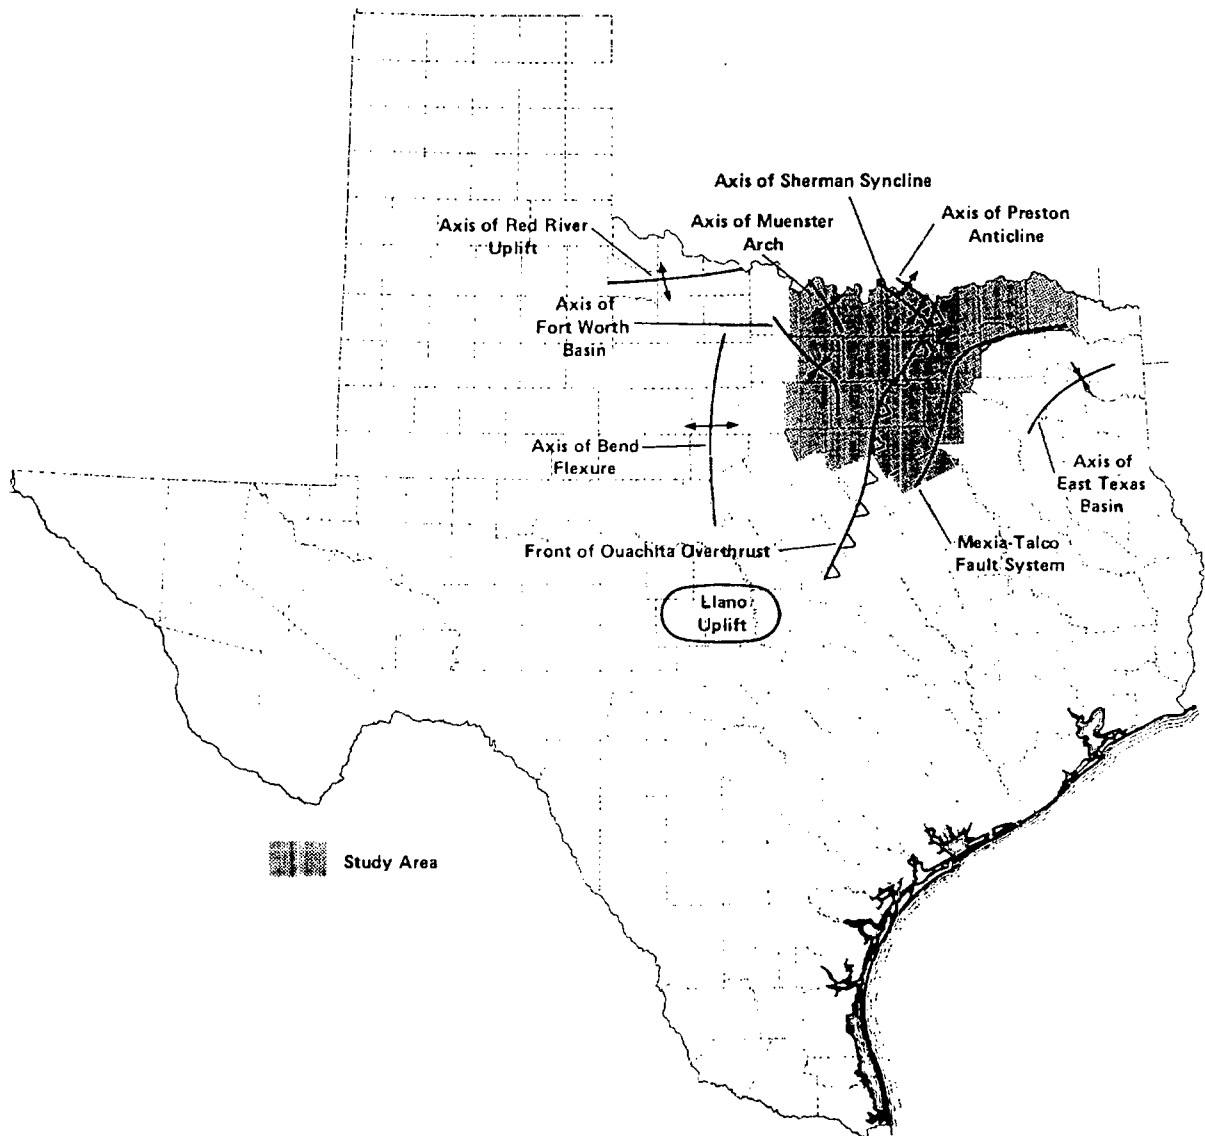 Axis of Sherman Syncline
Axis of Red River
Uplift
Axis of Muenster
Arch
Axis of Preston
Anticline
Axis of
Fort Worth
Basin
Axis of Bend
Flexure
Axis of
East Texas
Basin
Front of Ouachita Overthrust
Mexia-Talco
Fault System
Llano
Uplift
Study Area